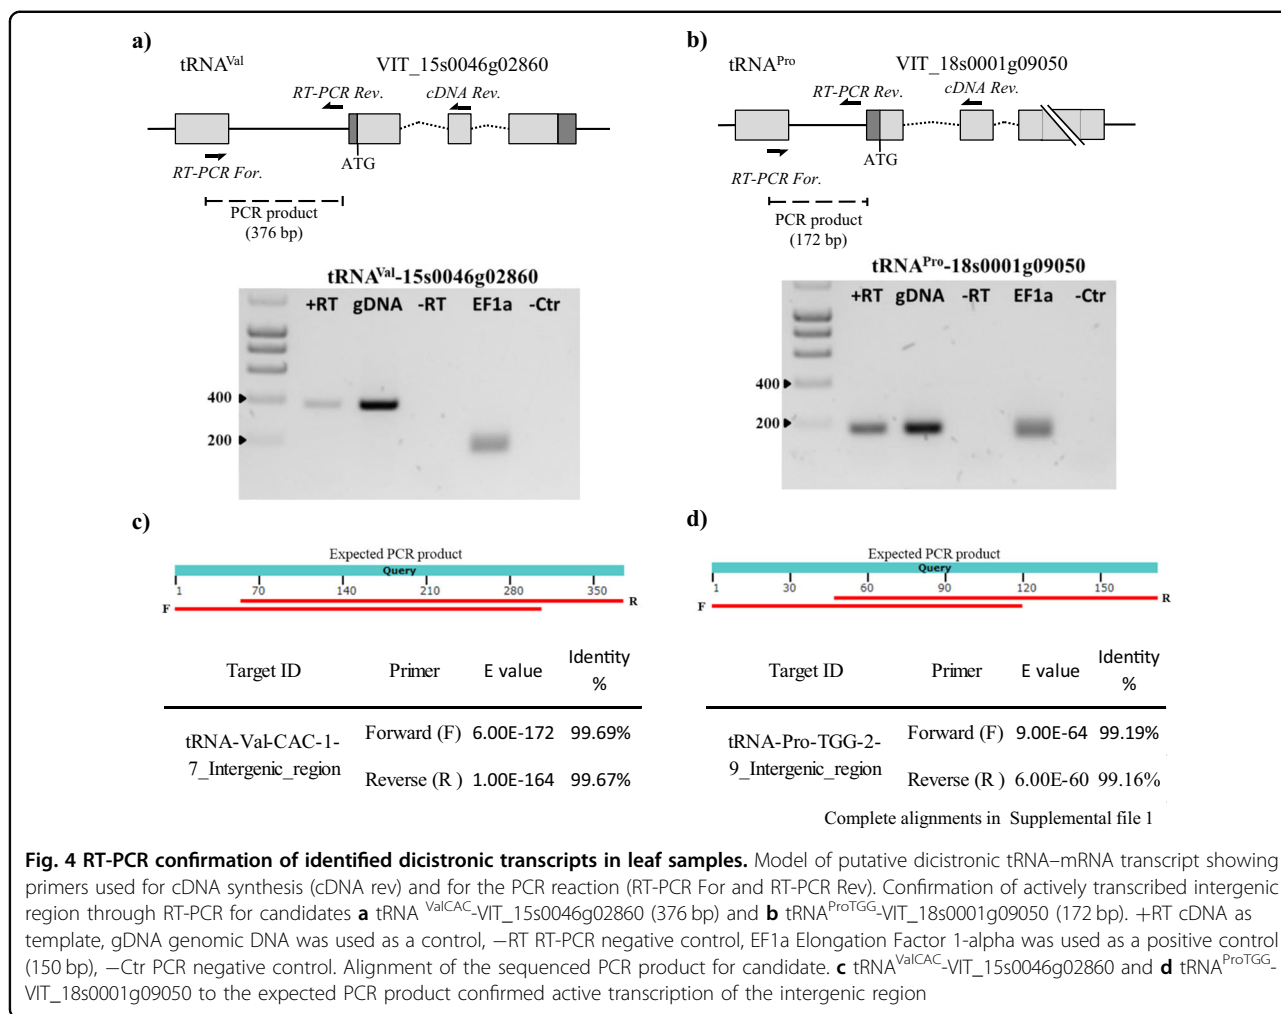 a)
tRNAVal VIT_15s0046g02860
RT-PCR Rev. cDNA Rev.
ATG
RT-PCR For.
PCR product
(376 bp)
tRNAVal-15s0046g02860
+RT gDNA -RT EF1a -Ctr
400
200
b)
tRNAPro VIT_18s0001g09050
RT-PCR Rev. cDNA Rev.
ATG
RT-PCR For.
PCR product
(172 bp)
tRNAPro-18s0001g09050
+RT gDNA -RT EF1a -Ctr
400
200
c)
Expected PCR product
Query
1 70 140 210 280 350
R
F
Target ID Primer E value Identity %
tRNA-Val-CAC-1-7_Intergenic_region
Forward (F) 6.00E-172 99.69%
Reverse (R ) 1.00E-164 99.67%
d)
Expected PCR product
Query
1 30 60 90 120 150
R
F
Target ID Primer E value Identity %
tRNA-Pro-TGG-2-9_Intergenic_region
Forward (F) 9.00E-64 99.19%
Reverse (R ) 6.00E-60 99.16%
Complete alignments in Supplemental file 1
Fig. 4 RT-PCR confirmation of identified dicistronic transcripts in leaf samples. Model of putative dicistronic tRNA–mRNA transcript showing
primers used for cDNA synthesis (cDNA rev) and for the PCR reaction (RT-PCR For and RT-PCR Rev). Confirmation of actively transcribed intergenic
region through RT-PCR for candidates a tRNA ValCAC-VIT_15s0046g02860 (376 bp) and b tRNAProTGG-VIT_18s0001g09050 (172 bp). +RT cDNA as
template, gDNA genomic DNA was used as a control, −RT RT-PCR negative control, EF1a Elongation Factor 1-alpha was used as a positive control
(150 bp), −Ctr PCR negative control. Alignment of the sequenced PCR product for candidate. c tRNAValCAC-VIT_15s0046g02860 and d tRNAProTGG-
VIT_18s0001g09050 to the expected PCR product confirmed active transcription of the intergenic region